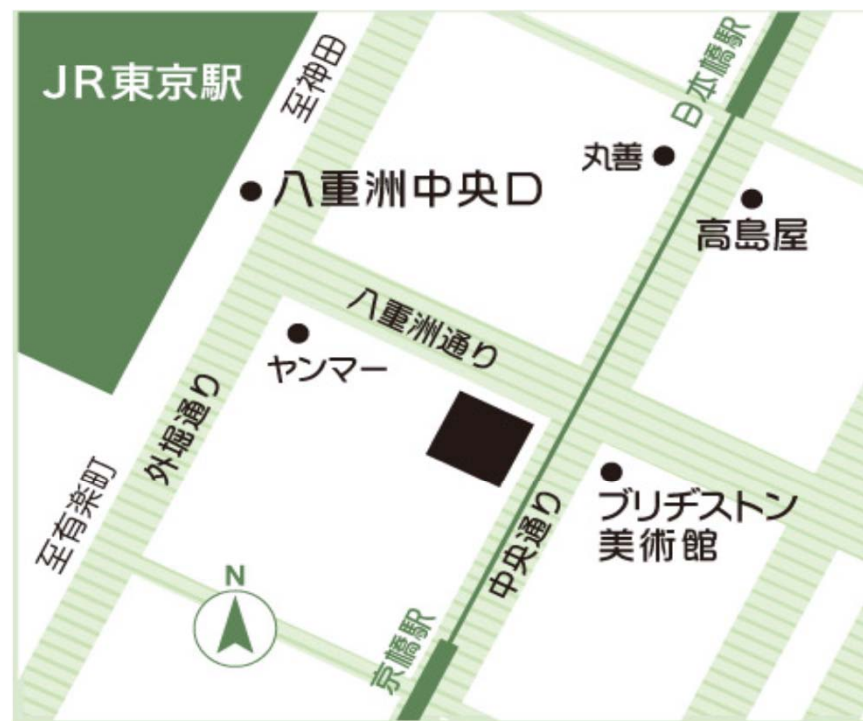 JR東京駅
至神田
日本橋駅
丸善
八重洲中央口
高島屋
八重洲通り
ヤンマー
外堀通り
至有楽町
中央通り
ブリヂストン
美術館
N
京橋駅